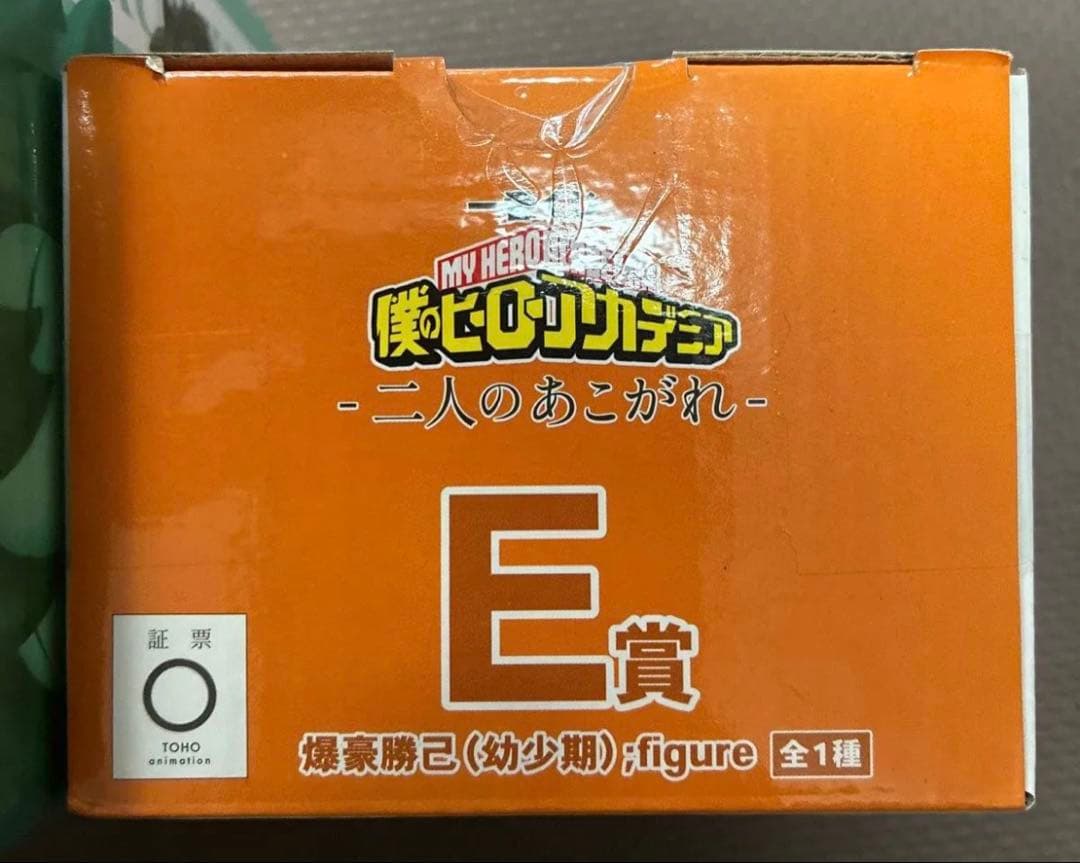 MY HERO
僕のヒーローアカデミア
-二人のあこがれ-
E賞
爆豪勝己(幼少期);figure 全1種
証 票
TOHO
animation